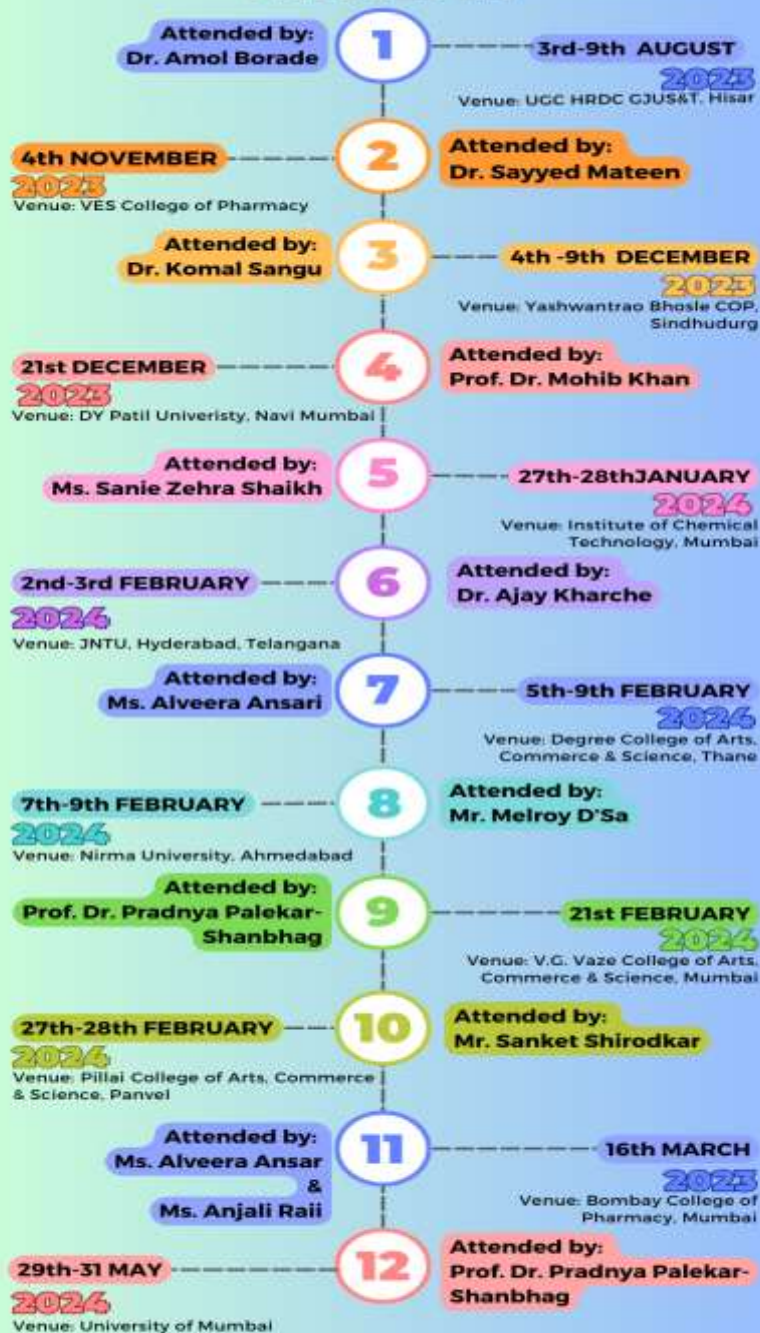 Attended by:
Dr. Amol Borade
1
3rd-9th AUGUST
2023
Venue: UGC HRDC GJUS&T, Hisar
4th NOVEMBER
2023
Venue: VES College of Pharmacy
2
Attended by:
Dr. Sayyed Mateen
Attended by:
Dr. Komal Sangu
3
4th -9th DECEMBER
2023
Venue: Yashwantrao Bhosle COP,
Sindhudurg
21st DECEMBER
2023
Venue: DY Patil Univeristy, Navi Mumbai
4
Attended by:
Prof. Dr. Mohib Khan
Attended by:
Ms. Sanie Zehra Shaikh
5
27th-28thJANUARY
2024
Venue: Institute of Chemical
Technology, Mumbai
2nd-3rd FEBRUARY
2024
Venue: JNTU, Hyderabad, Telangana
6
Attended by:
Dr. Ajay Kharche
Attended by:
Ms. Alveera Ansari
7
5th-9th FEBRUARY
2024
Venue: Degree College of Arts,
Commerce & Science, Thane
7th-9th FEBRUARY
2024
Venue: Nirma University, Ahmedabad
8
Attended by:
Mr. Melroy D'Sa
Attended by:
Prof. Dr. Pradnya Palekar-
Shanbhag
9
21st FEBRUARY
2024
Venue: V.G. Vaze College of Arts,
Commerce & Science, Mumbai
27th-28th FEBRUARY
2024
Venue: Pillai College of Arts, Commerce
& Science, Panvel
10
Attended by:
Mr. Sanket Shirodkar
Attended by:
Ms. Alveera Ansar
&
Ms. Anjali Raii
11
16th MARCH
2023
Venue: Bombay College of
Pharmacy, Mumbai
29th-31 MAY
2024
Venue: University of Mumbai
12
Attended by:
Prof. Dr. Pradnya Palekar-
Shanbhag